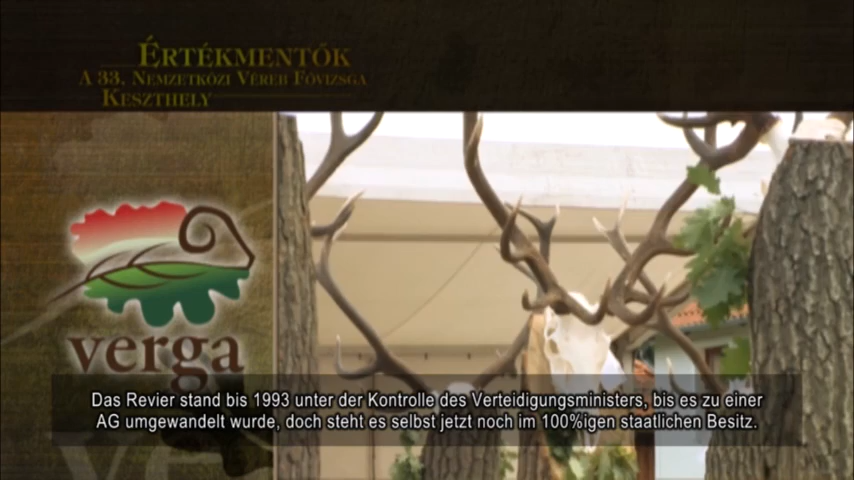 ÉRTÉKMENTŐK
A 33. NEMZETKÖZI VÉREB FŐVIZSGA
KESZTHELY
verga
Das Revier stand bis 1993 unter der Kontrolle des Verteidigungsministers, bis es zu einer
AG umgewandelt wurde, doch steht es selbst jetzt noch im 100%igen staatlichen Besitz.